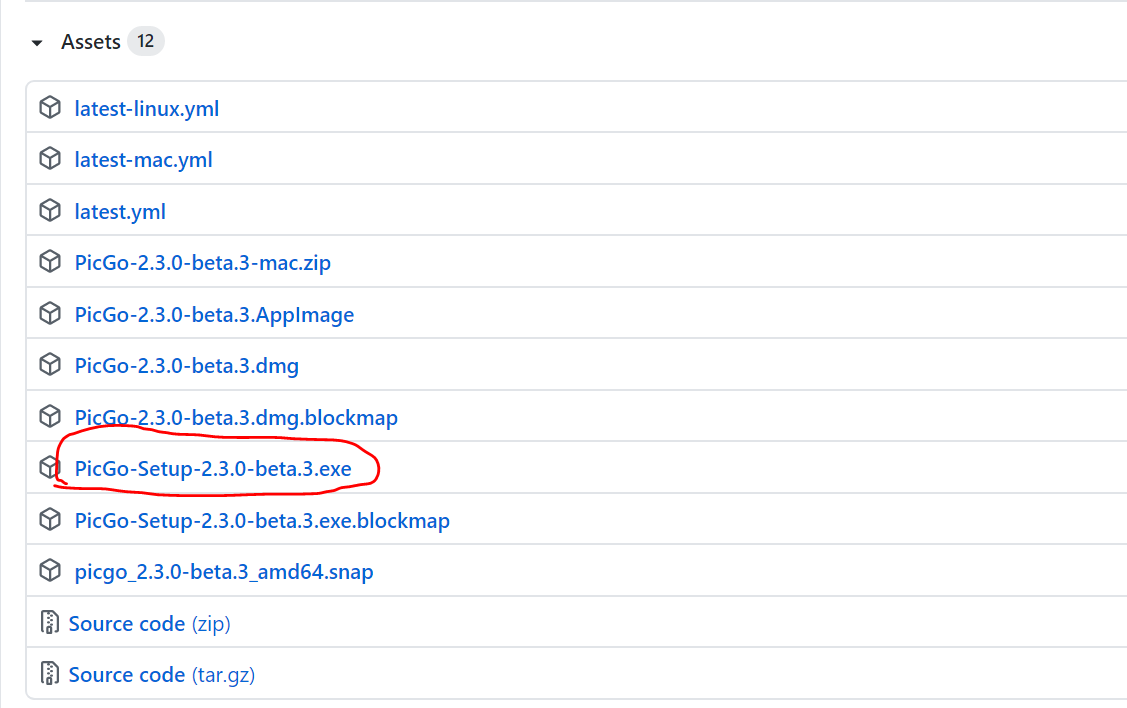 Assets 12
latest-linux.yml
latest-mac.yml
latest.yml
PicGo-2.3.0-beta.3-mac.zip
PicGo-2.3.0-beta.3.AppImage
PicGo-2.3.0-beta.3.dmg
PicGo-2.3.0-beta.3.dmg.blockmap
PicGo-Setup-2.3.0-beta.3.exe
PicGo-Setup-2.3.0-beta.3.exe.blockmap
picgo_2.3.0-beta.3_amd64.snap
Source code (zip)
Source code (tar.gz)